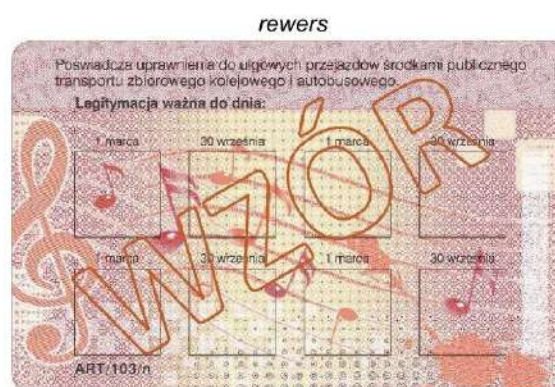 rewers
Poświadcza uprawnienia do ulgowych przejazdów środkami publicznego
transportu zbiorowego kolejowego i autobusowego.
Legitymacja ważna do dnia:
1 marca 30 września 1 marca 30 września
1 marca 30 września 1 marca 30 września
WZÓR
ART/103/n